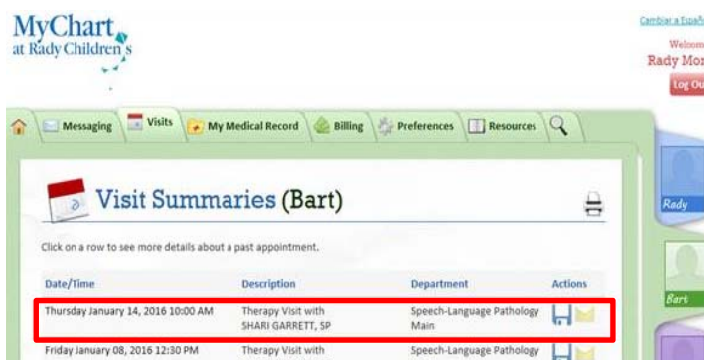 MyChart
at Rady Children's
Cambiar a Españ
Welcom
Rady Mor
Log Ou
Messaging
Visits
My Medical Record
Billing
Preferences
Resources
Visit Summaries (Bart)
Rady
Click on a row to see more details about a past appointment.
Date/Time Description Department Actions
Bart
Thursday January 14, 2016 10:00 AM Therapy Visit with Speech-Language Pathology
SHARI GARRETT, SP Main
Friday January 08, 2016 12:30 PM Therapy Visit with Speech-Language Pathology